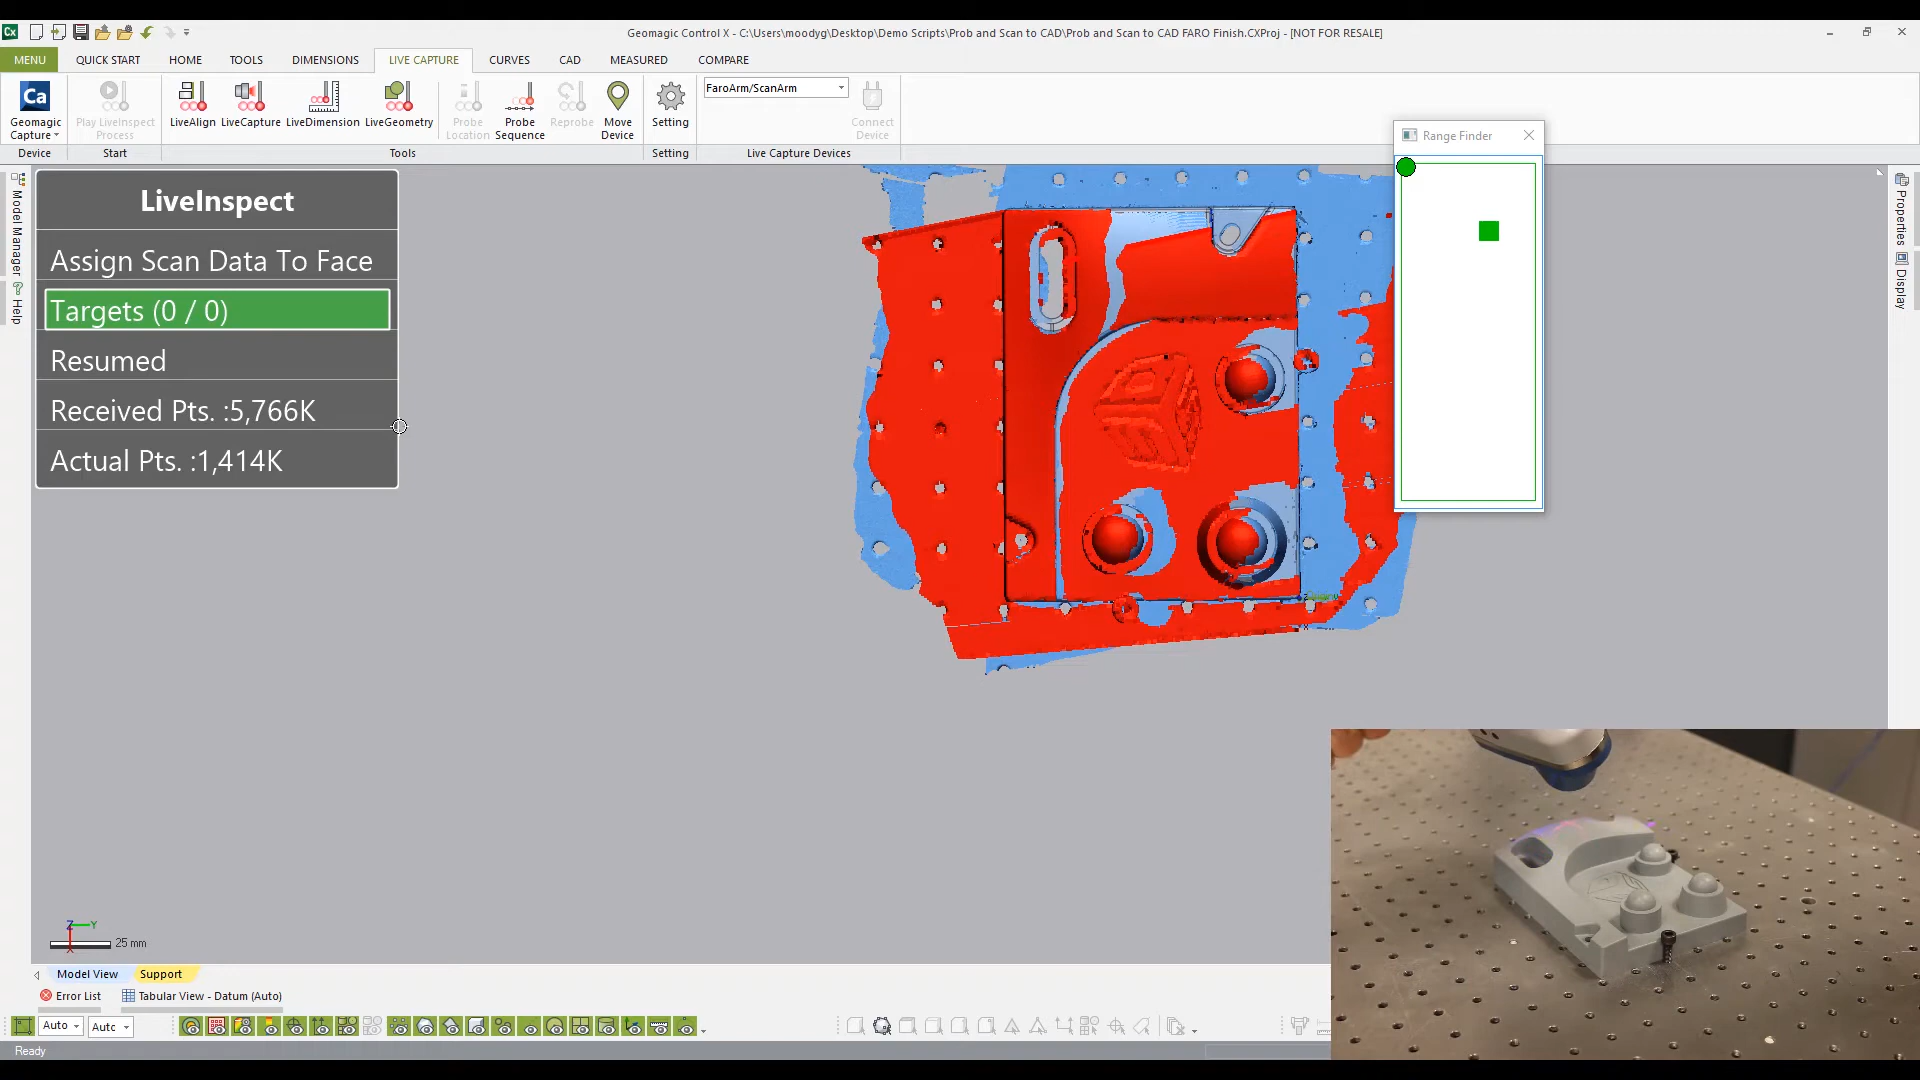 Cx
Geomagic Control X - C:\Users\moodyg\Desktop\Demo Scripts\Prob and Scan to CAD\Prob and Scan to CAD FARO Finish.CXProj - [NOT FOR RESALE]
MENU QUICK START HOME TOOLS DIMENSIONS LIVE CAPTURE CURVES CAD MEASURED COMPARE
Ca
FaroArm/ScanArm
Geomagic Capture
Play LiveInspect Process
LiveAlign LiveCapture LiveDimension LiveGeometry
Probe Location
Probe Sequence
Reprobe
Move Device
Setting
Connect Device
Device Start Tools Setting Live Capture Devices
Range Finder
Model Manager
Help
Properties
Display
LiveInspect
Assign Scan Data To Face
Targets (0 / 0)
Resumed
Received Pts. :5,766K
Actual Pts. :1,414K
Z Y
X
25 mm
Model View Support
Error List Tabular View - Datum (Auto)
Auto Autc
Ready